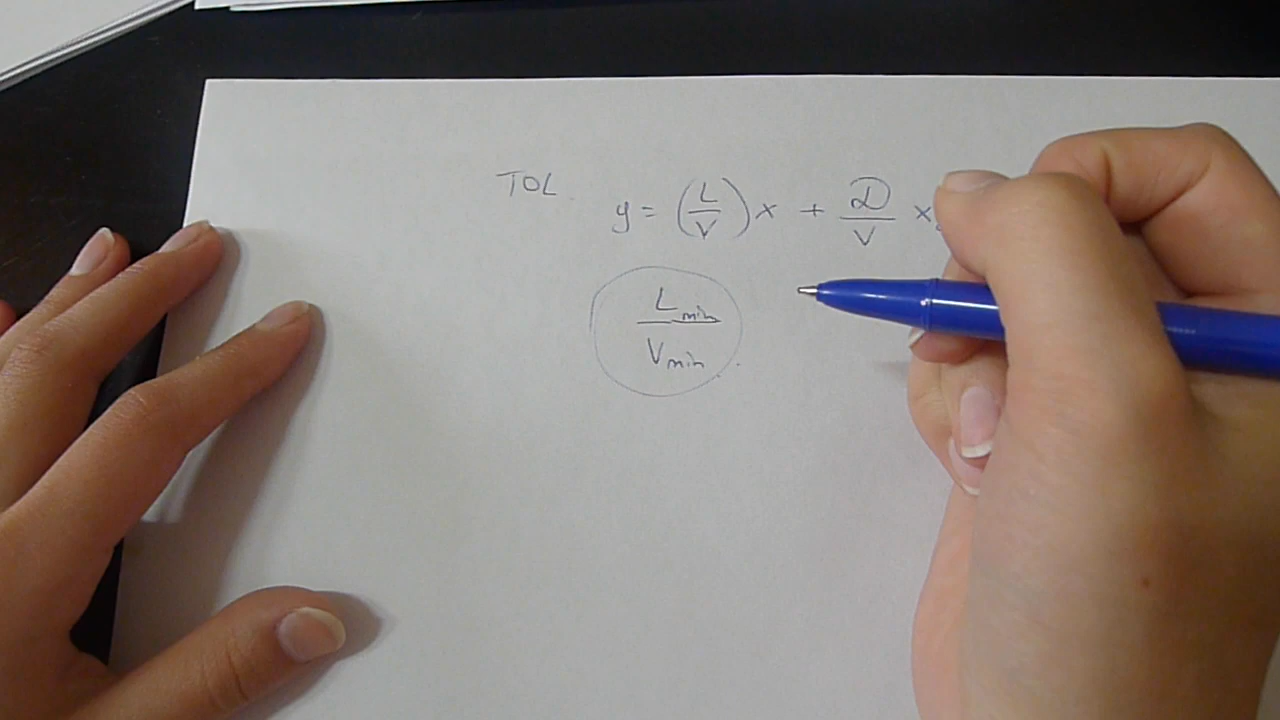 TOL
y = (L/V) x + D/V x
L min
V min